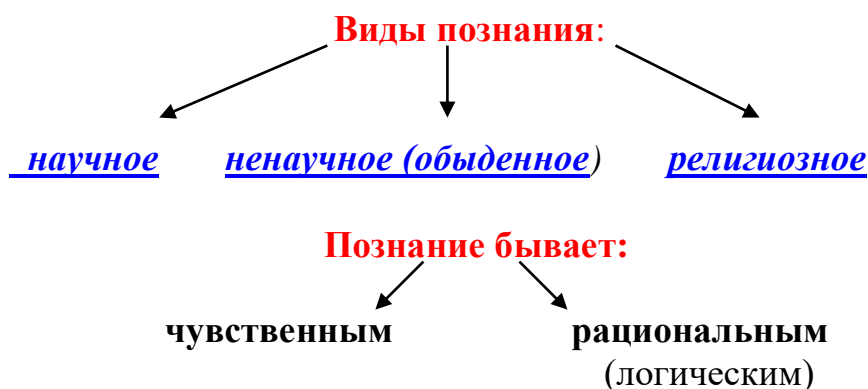 Виды познания:
научное ненаучное (обыденное) религиозное
Познание бывает:
чувственным рациональным
(логическим)